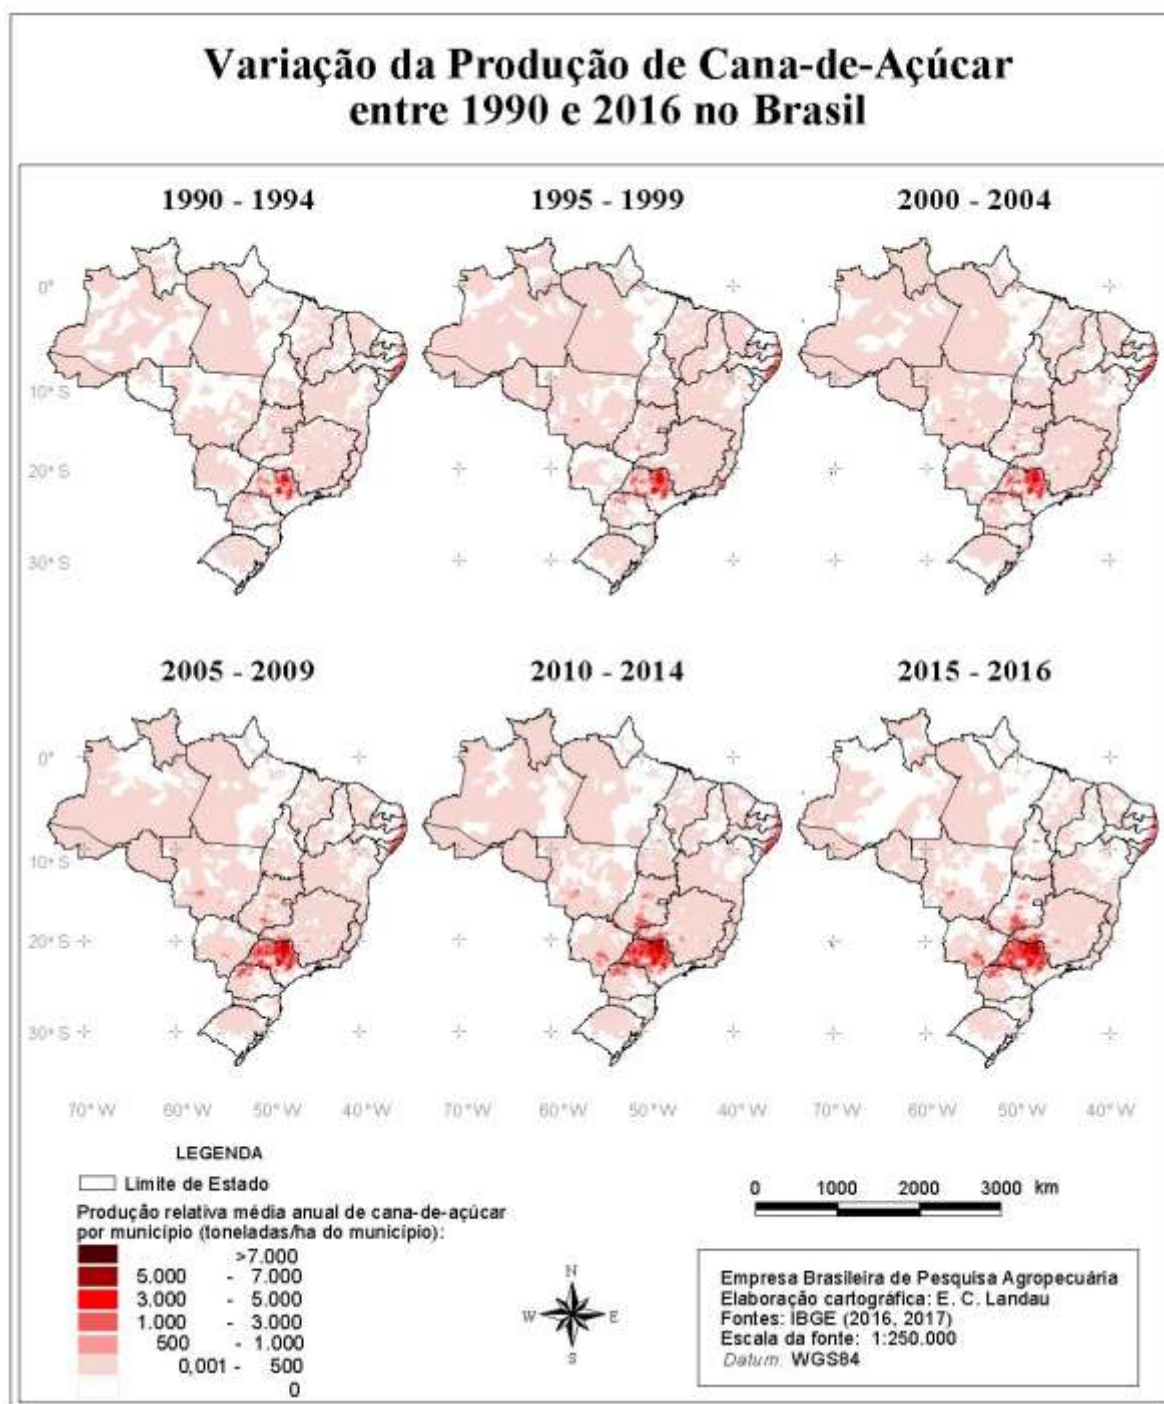 Variação da Produção de Cana-de-Açúcar
entre 1990 e 2016 no Brasil
1990 - 1994
1995 - 1999
2000 - 2004
0°
10° S
20° S
30° S
2005 - 2009
2010 - 2014
2015 - 2016
0°
10° S
20° S
30° S
70° W 60° W 50° W 40° W 70° W 60° W 50° W 40° W 70° W 60° W 50° W 40° W
LEGENDA
Limite de Estado
Produção relativa média anual de cana-de-açúcar
por município (toneladas/ha do município):
>7.000
5.000 - 7.000
3.000 - 5.000
1.000 - 3.000
500 - 1.000
0,001 - 500
0
N
W E
S
0 1000 2000 3000 km
Empresa Brasileira de Pesquisa Agropecuária
Elaboração cartográfica: E. C. Landau
Fontes: IBGE (2016, 2017)
Escala da fonte: 1:250.000
Datum: WGS84